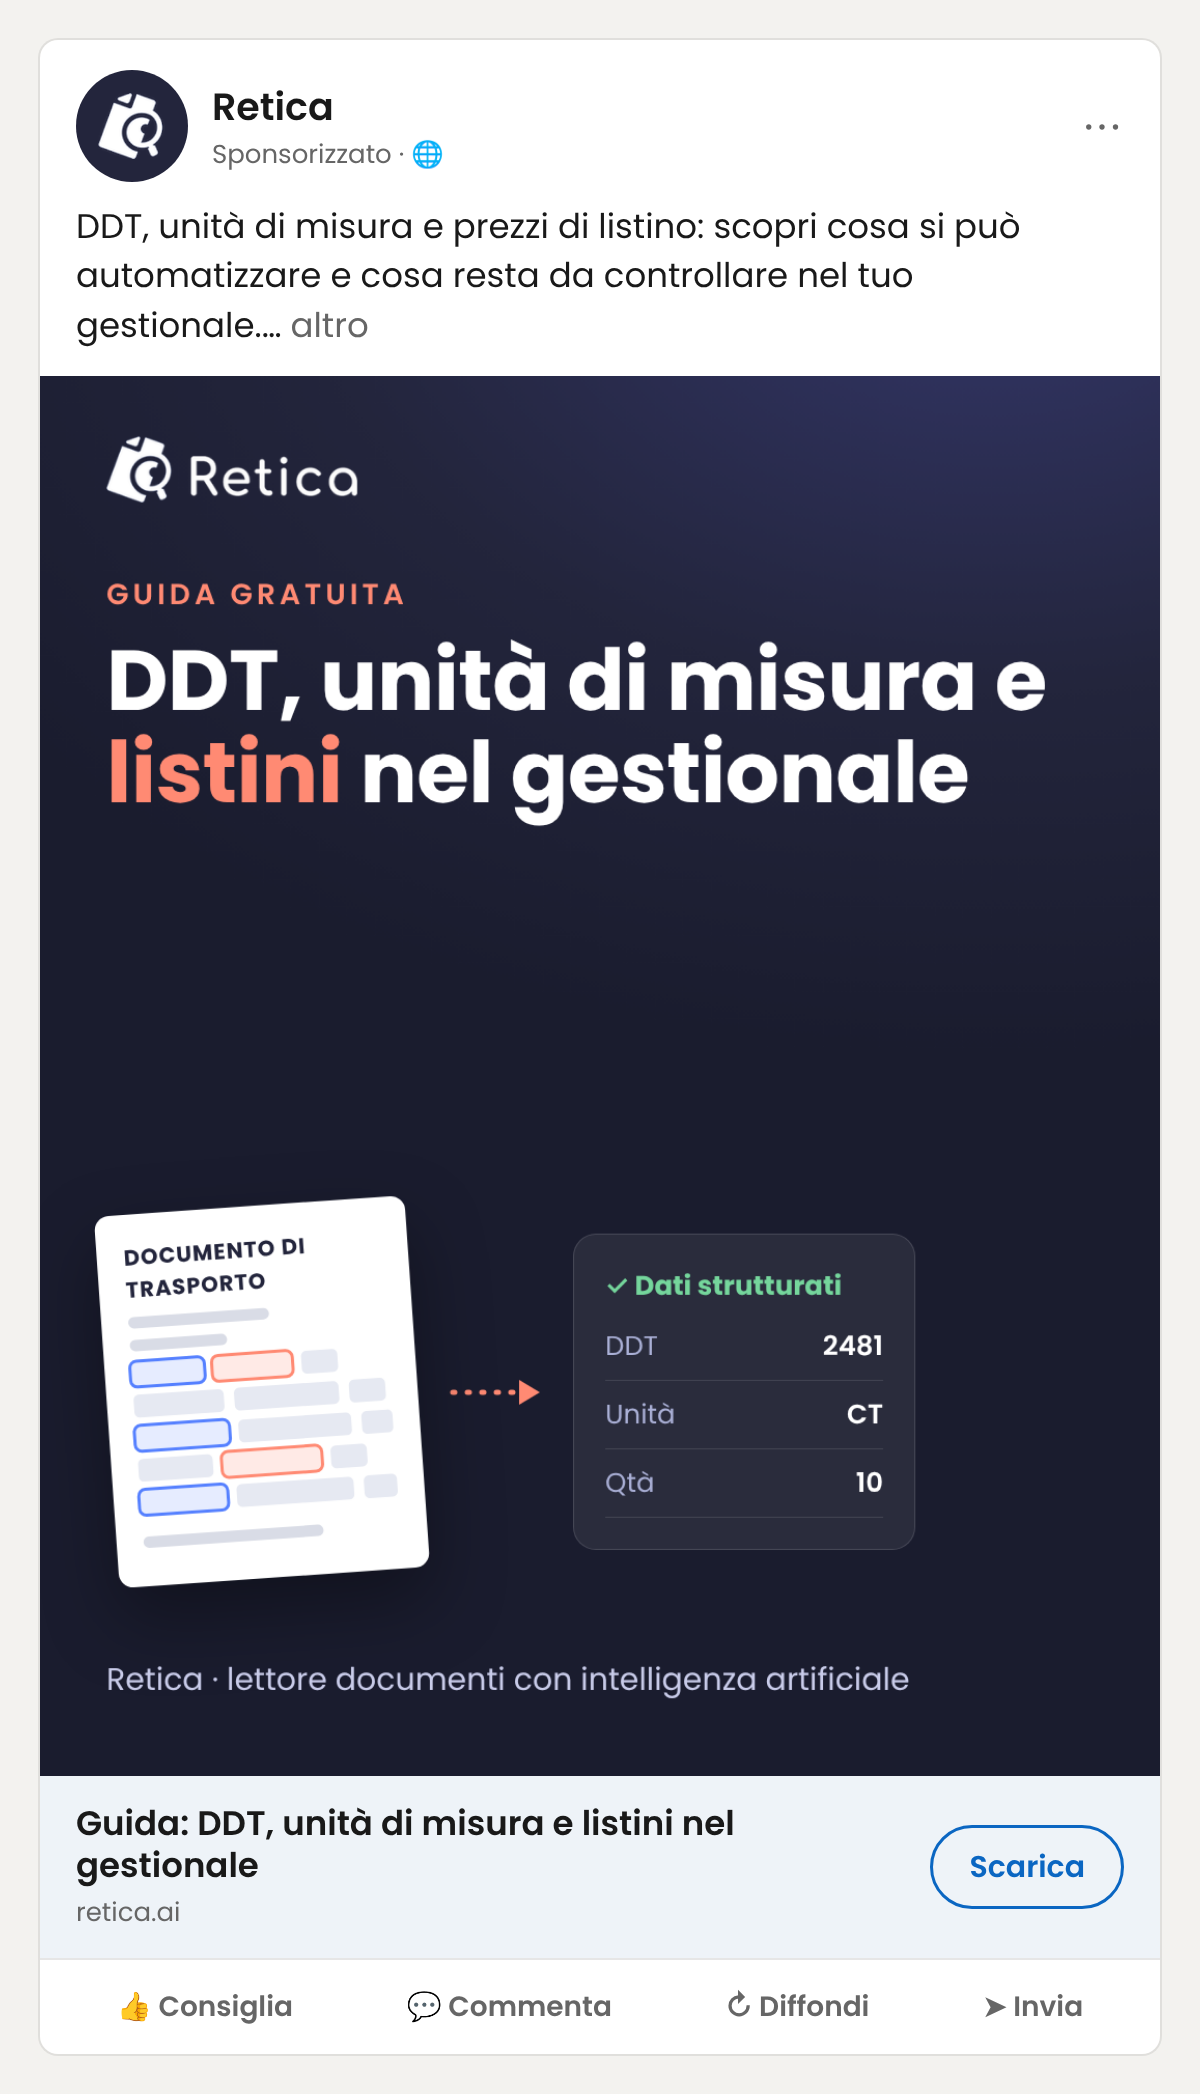 Retica
Sponsorizzato · 🌐
...
DDT, unità di misura e prezzi di listino: scopri cosa si può
automatizzare e cosa resta da controllare nel tuo
gestionale.... altro
Retica
GUIDA GRATUITA
DDT, unità di misura e
listini nel gestionale
DOCUMENTO DI
TRASPORTO
✓ Dati strutturati
DDT 2481
Unità CT
Qtà 10
Retica · lettore documenti con intelligenza artificiale
Guida: DDT, unità di misura e listini nel
gestionale
retica.ai
Scarica
👍 Consiglia 💬 Commenta ↻ Diffondi ➤ Invia